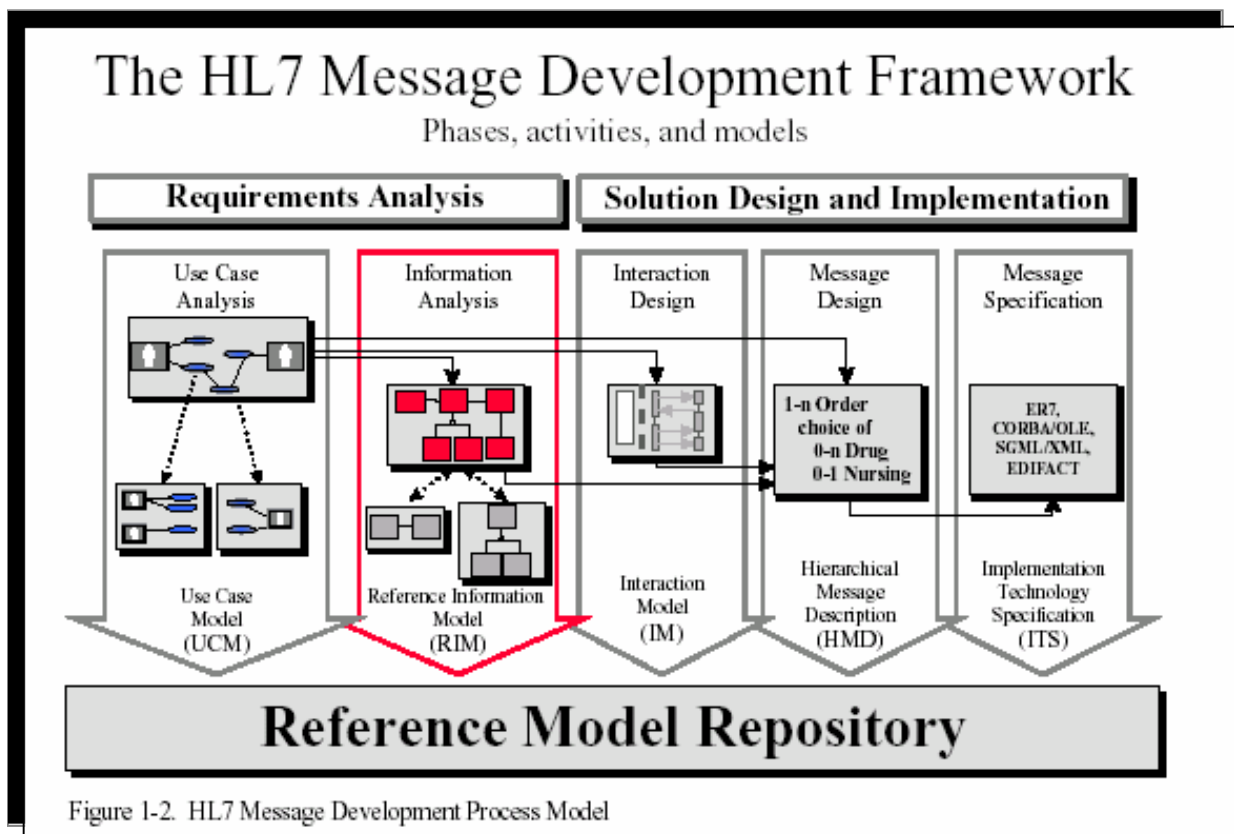 The HL7 Message Development Framework
Phases, activities, and models
Requirements Analysis
Solution Design and Implementation
Use Case
Analysis
Information
Analysis
Interaction
Design
Message
Design
Message
Specification
1-n Order
choice of
0-n Drug
0-1 Nursing
ER7,
CORBA/OLE,
SGML/XML,
EDIFACT
Use Case
Model
(UCM)
Reference Information
Model
(RIM)
Interaction
Model
(IM)
Hierarchical
Message
Description
(HMD)
Implementation
Technology
Specification
(ITS)
Reference Model Repository
Figure 1-2. HL7 Message Development Process Model